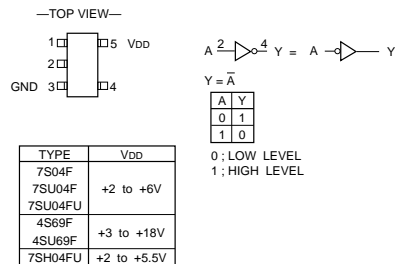 —TOP VIEW—
1 5 VDD
2
GND 3 4
A 2 4 Y = A Y
Y = A̅
A Y
0 1
1 0
0 ; LOW LEVEL
1 ; HIGH LEVEL
TYPE VDD
7S04F
7SU04F +2 to +6V
7SU04FU
4S69F
4SU69F +3 to +18V
7SH04FU +2 to +5.5V